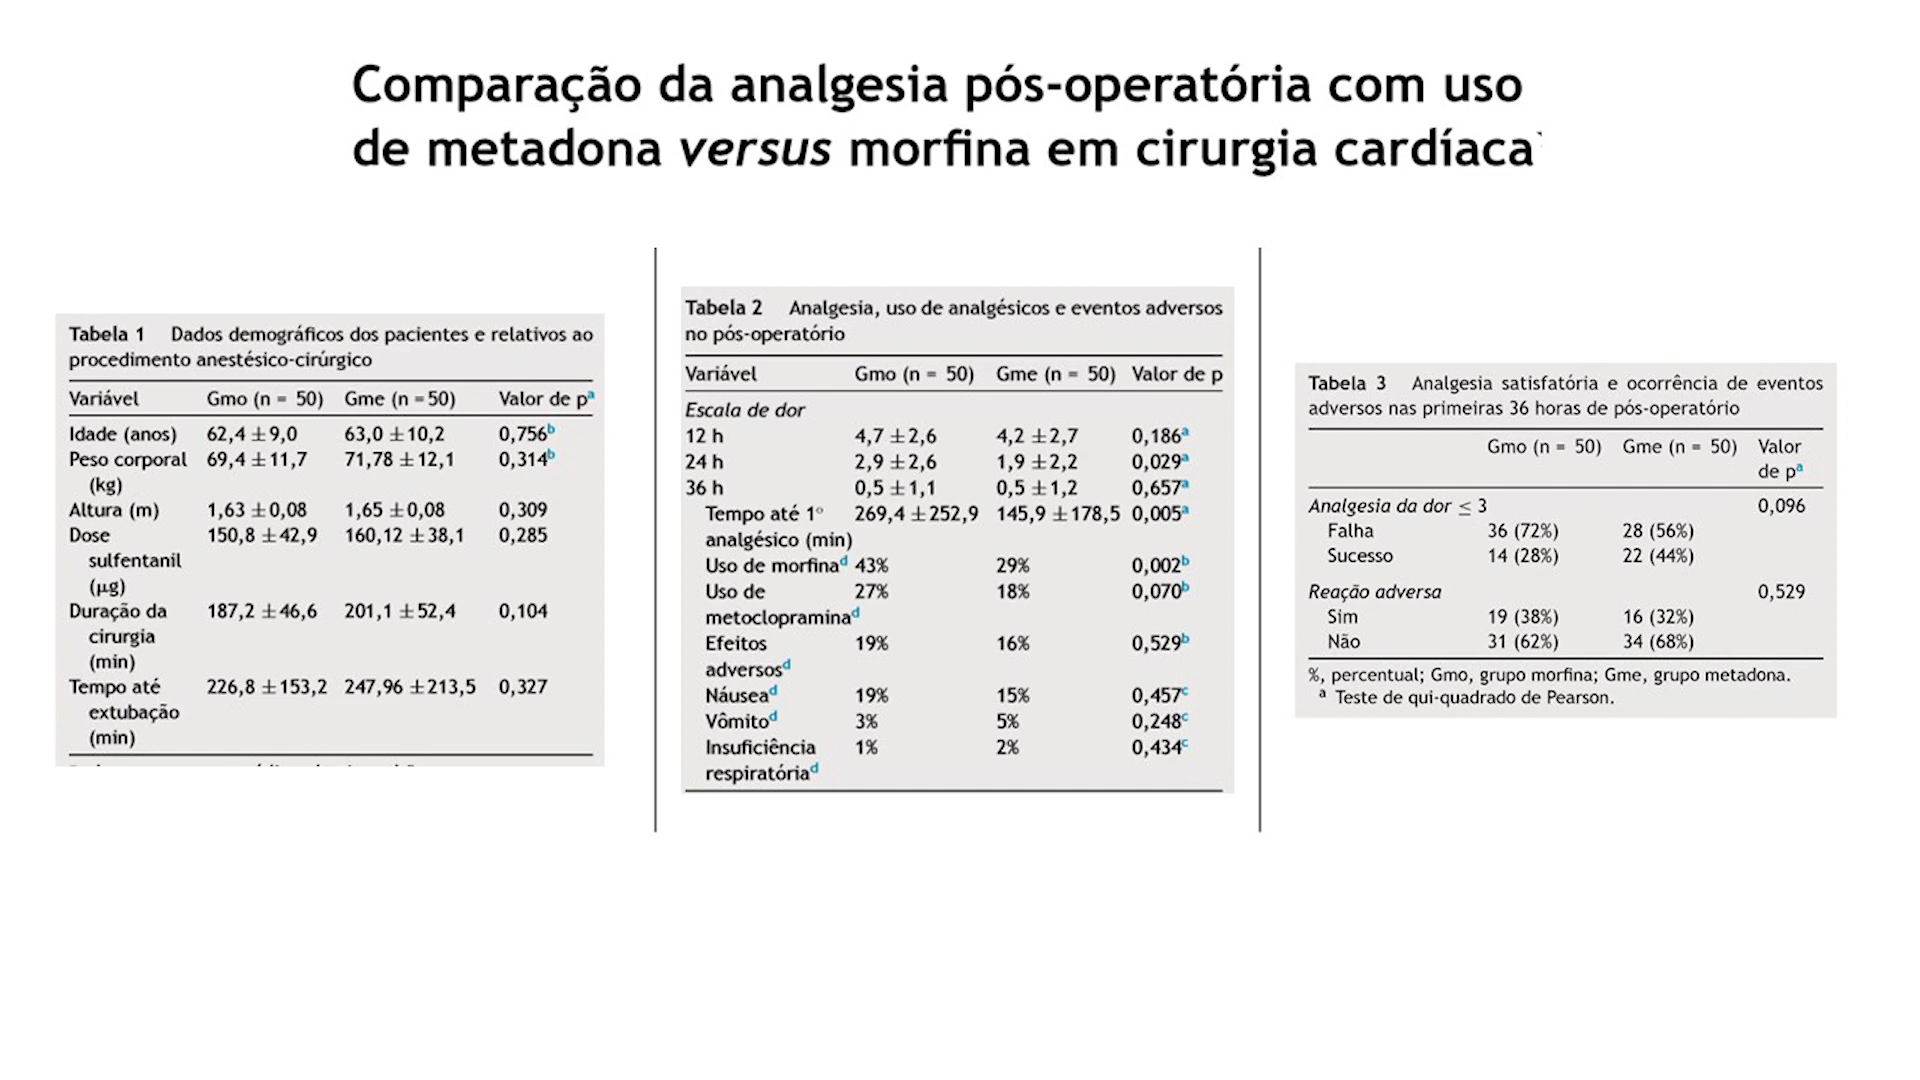 Comparação da analgesia pós-operatória com uso
de metadona versus morfina em cirurgia cardíaca
Tabela 1 Dados demográficos dos pacientes e relativos ao
procedimento anestésico-cirúrgico
Variável Gmo (n = 50) Gme (n =50) Valor de pª
Idade (anos) 62,4 ±9,0 63,0 ±10,2 0,756ᵇ
Peso corporal 69,4 ±11,7 71,78 ±12,1 0,314ᵇ
(kg)
Altura (m) 1,63 ±0,08 1,65 ±0,08 0,309
Dose 150,8 ±42,9 160,12 ±38,1 0,285
sulfentanil
(μg)
Duração da 187,2 ±46,6 201,1 ±52,4 0,104
cirurgia
(min)
Tempo até 226,8 ±153,2 247,96 ±213,5 0,327
extubação
(min)
Tabela 2 Analgesia, uso de analgésicos e eventos adversos
no pós-operatório
Variável Gmo (n = 50) Gme (n = 50) Valor de p
Escala de dor
12 h 4,7 ±2,6 4,2 ±2,7 0,186ª
24 h 2,9 ±2,6 1,9 ±2,2 0,029ª
36 h 0,5 ±1,1 0,5 ±1,2 0,657ª
Tempo até 1° 269,4 ±252,9 145,9 ±178,5 0,005ª
analgésico (min)
Uso de morfinaᵈ 43% 29% 0,002ᵇ
Uso de 27% 18% 0,070ᵇ
metoclopraminaᵈ
Efeitos 19% 16% 0,529ᵇ
adversosᵈ
Náuseaᵈ 19% 15% 0,457ᶜ
Vômitoᵈ 3% 5% 0,248ᶜ
Insuficiência 1% 2% 0,434ᶜ
respiratóriaᵈ
Tabela 3 Analgesia satisfatória e ocorrência de eventos
adversos nas primeiras 36 horas de pós-operatório
Gmo (n = 50) Gme (n = 50) Valor
de pª
Analgesia da dor ≤ 3 0,096
Falha 36 (72%) 28 (56%)
Sucesso 14 (28%) 22 (44%)
Reação adversa 0,529
Sim 19 (38%) 16 (32%)
Não 31 (62%) 34 (68%)
%, percentual; Gmo, grupo morfina; Gme, grupo metadona.
ª Teste de qui-quadrado de Pearson.